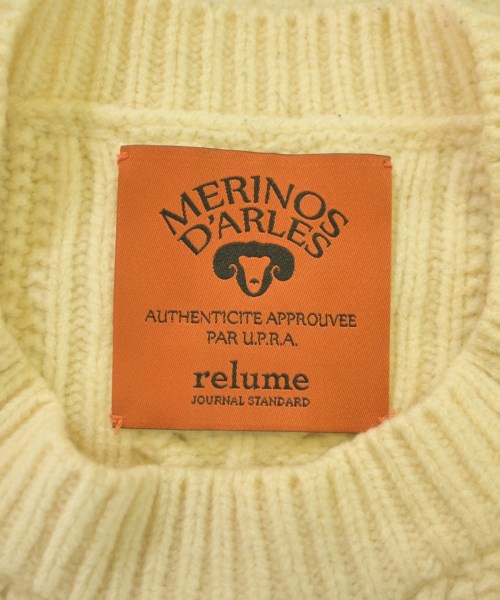 MERINOS
D'ARLES
AUTHENTICITE APPROUVEE
PAR U.P.R.A.
relume
JOURNAL STANDARD